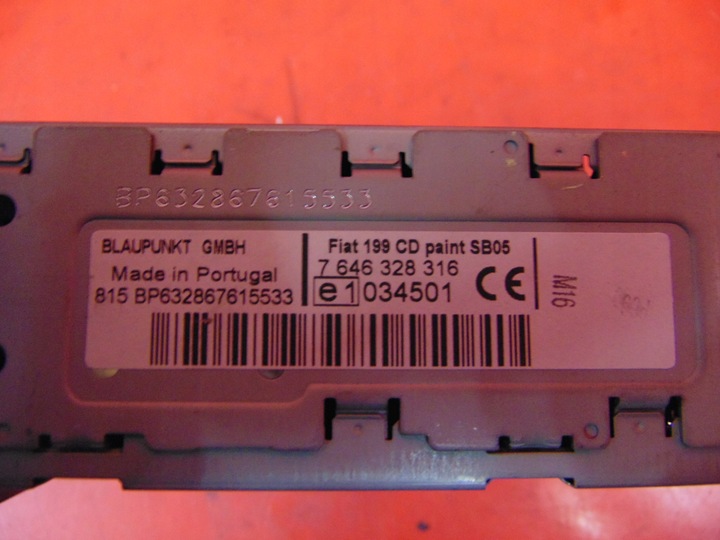 BP632867615533
BLAUPUNKT GMBH
Made in Portugal
815 BP632867615533
Fiat 199 CD paint SB05
7 646 328 316
e1 034501 CE
M16